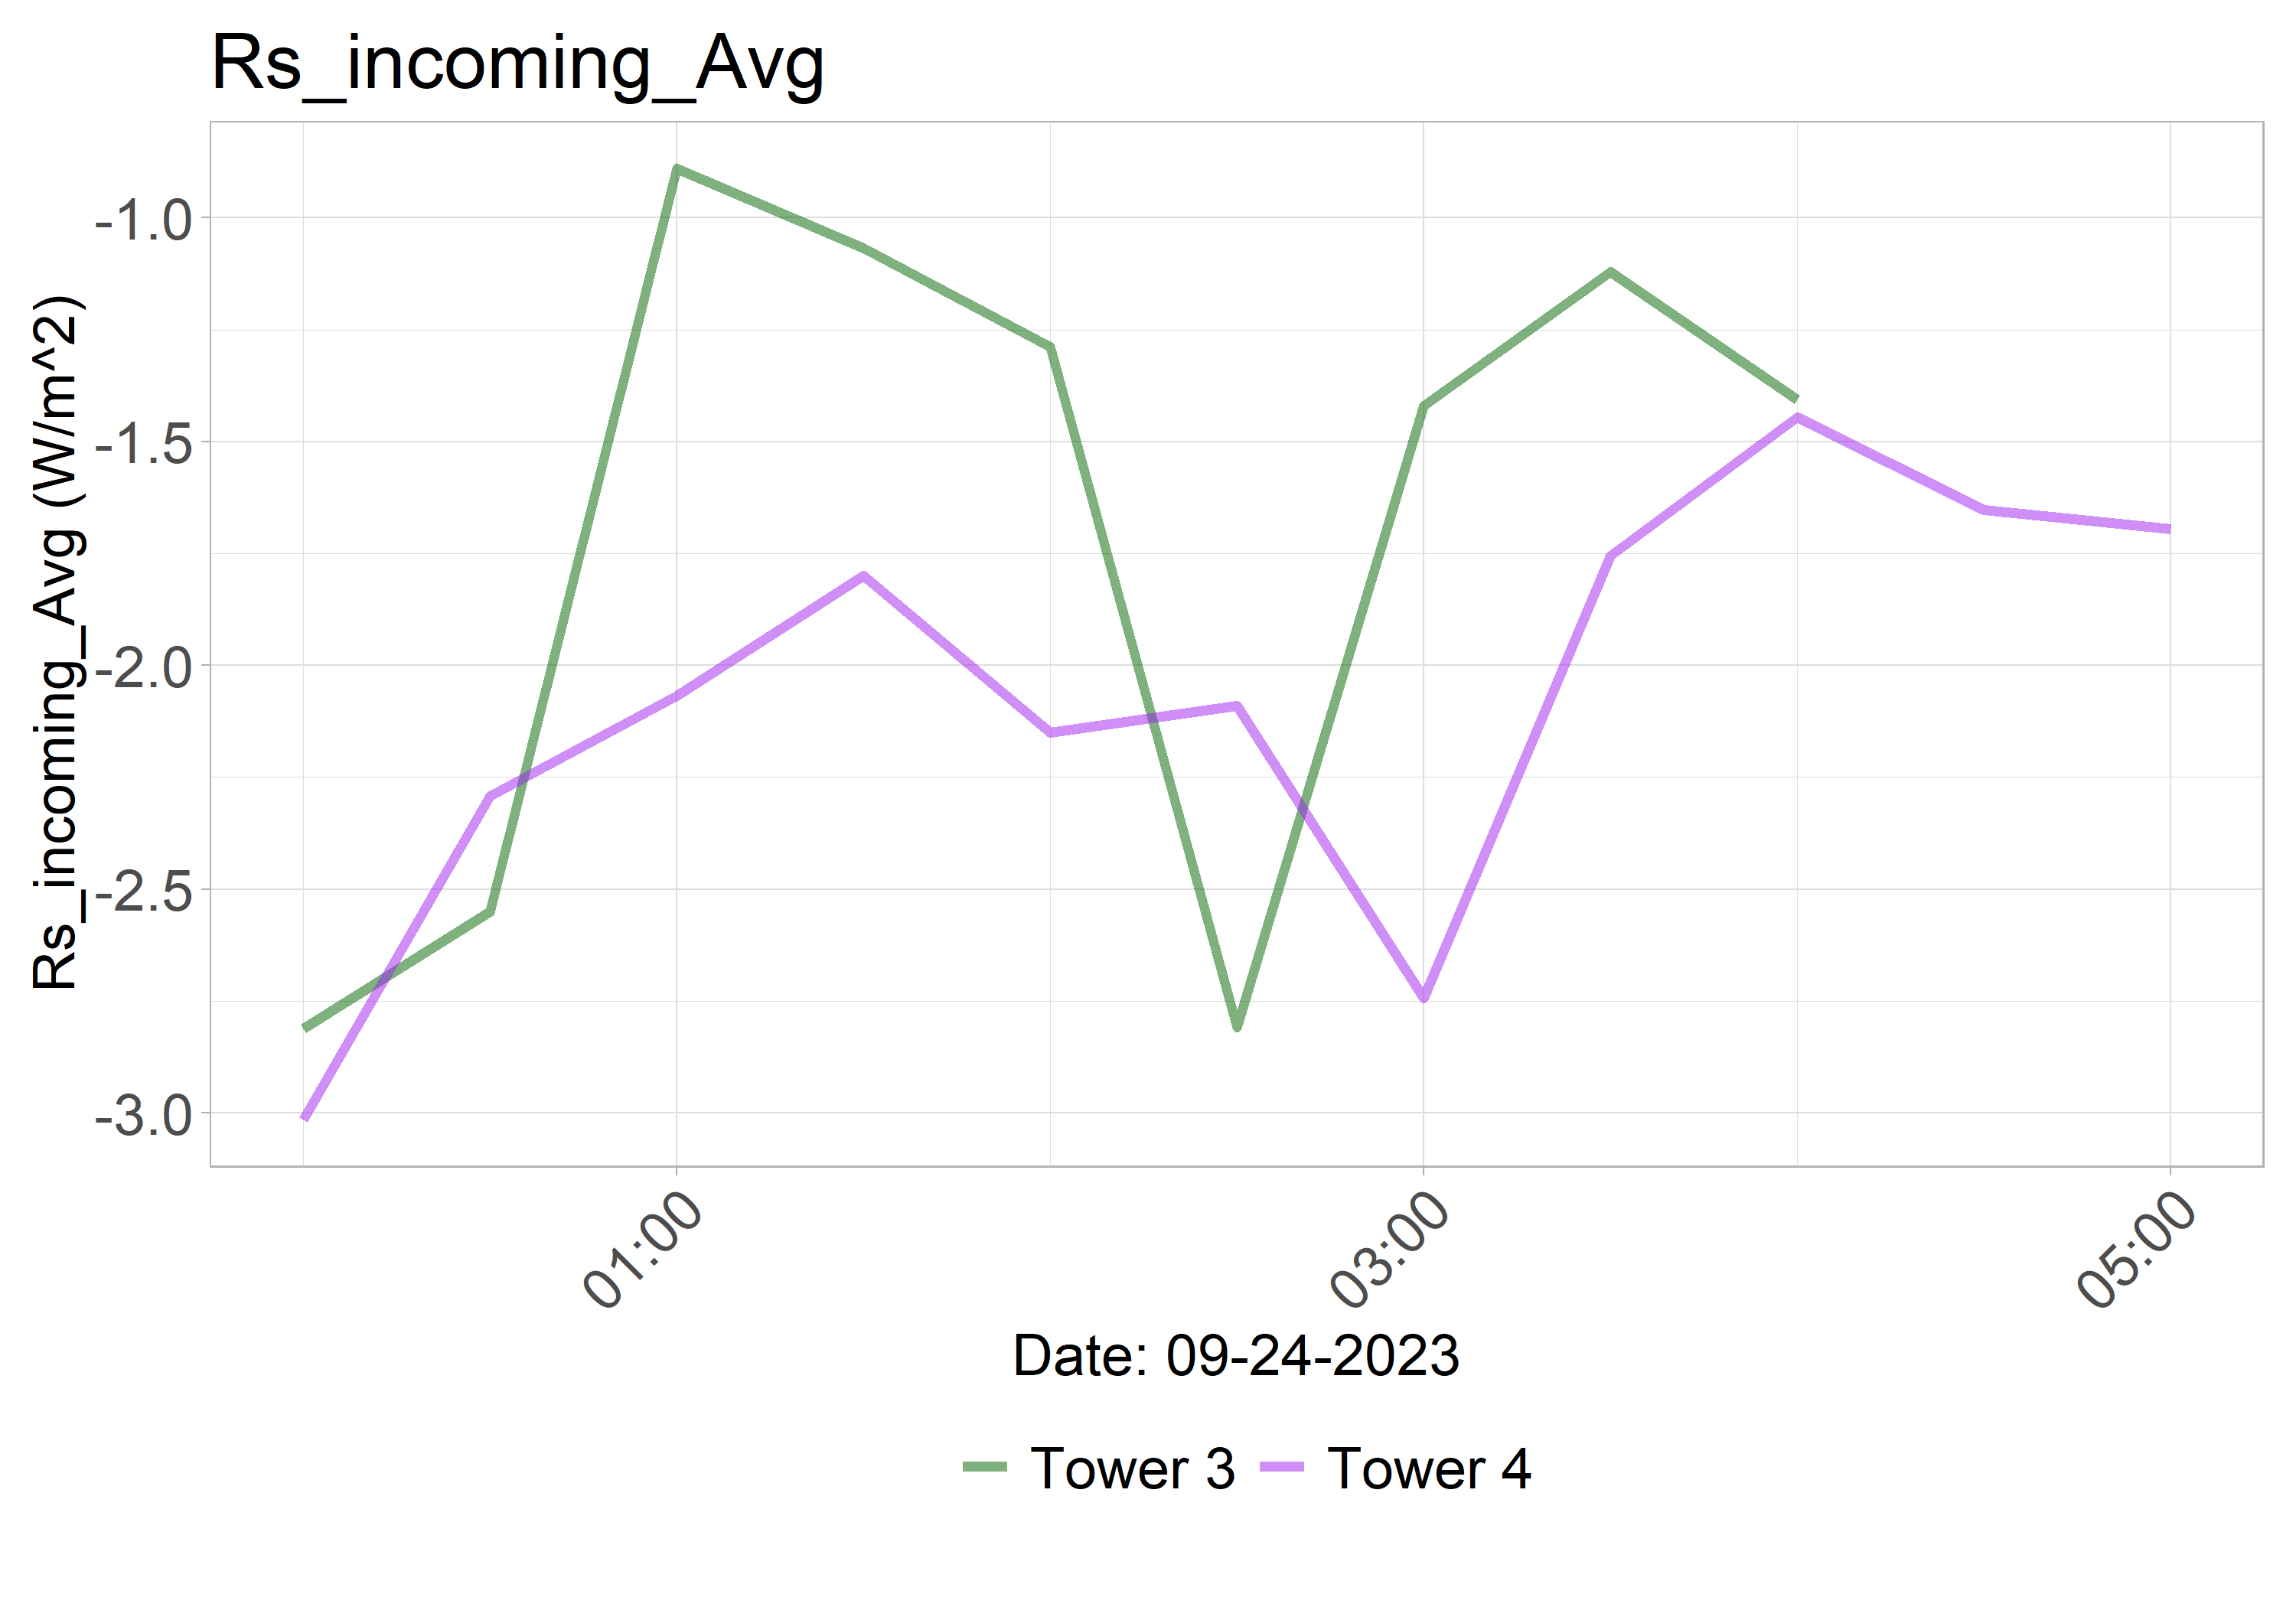 Rs_incoming_Avg
Rs_incoming_Avg (W/m^2)
-1.0
-1.5
-2.0
-2.5
-3.0
01:00
03:00
05:00
Date: 09-24-2023
Tower 3
Tower 4